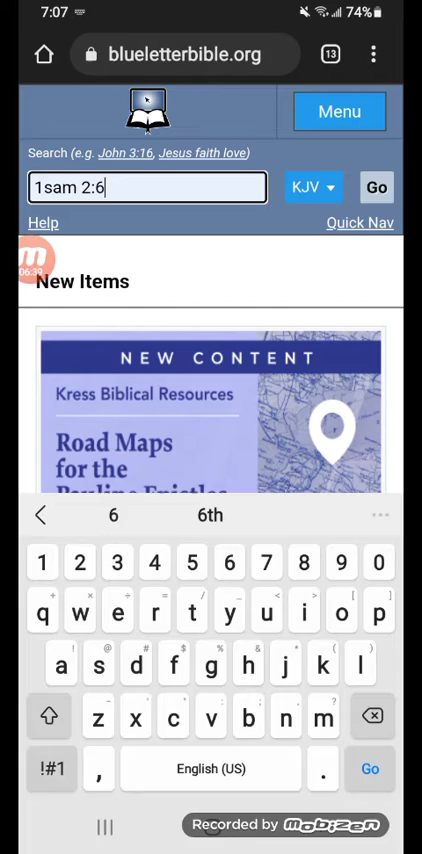 7:07
74%
blueletterbible.org
13
Menu
Search (e.g. John 3:16, Jesus faith love)
1sam 2:6
KJV
Go
Help
Quick Nav
06:39
New Items
NEW CONTENT
Kress Biblical Resources
Road Maps
for the
Pauline Epistles
6 6th
1 2 3 4 5 6 7 8 9 0
q w e r t y u i o p
a s d f g h j k l
z x c v b n m
!#1 , English (US) . Go
Recorded by mobizen